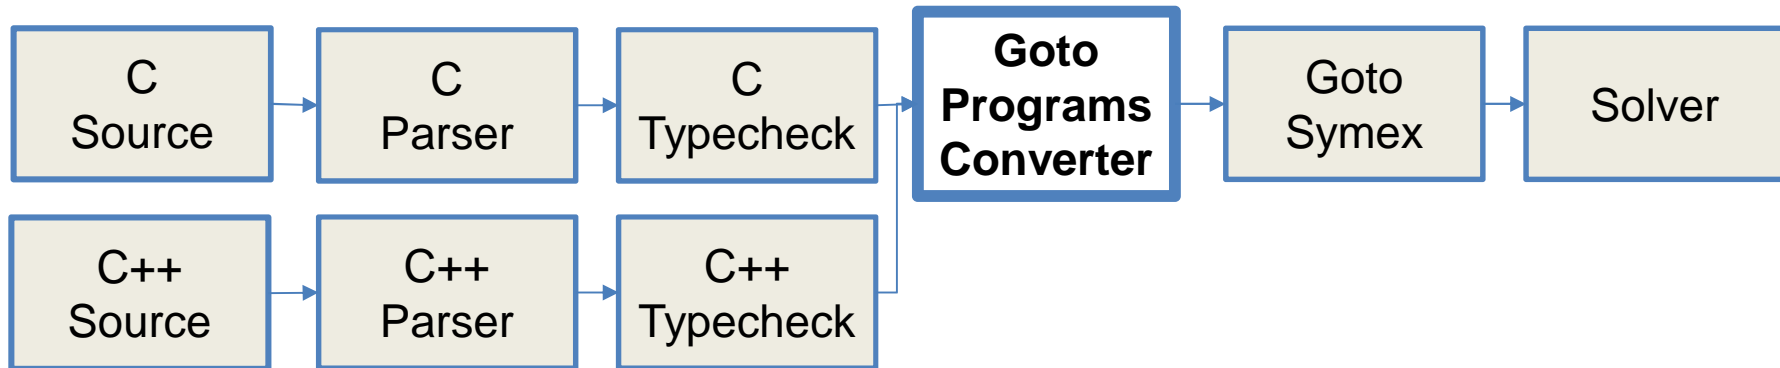 C
Source
C
Parser
C
Typecheck
Goto
Programs
Converter
Goto
Symex
Solver
C++
Source
C++
Parser
C++
Typecheck